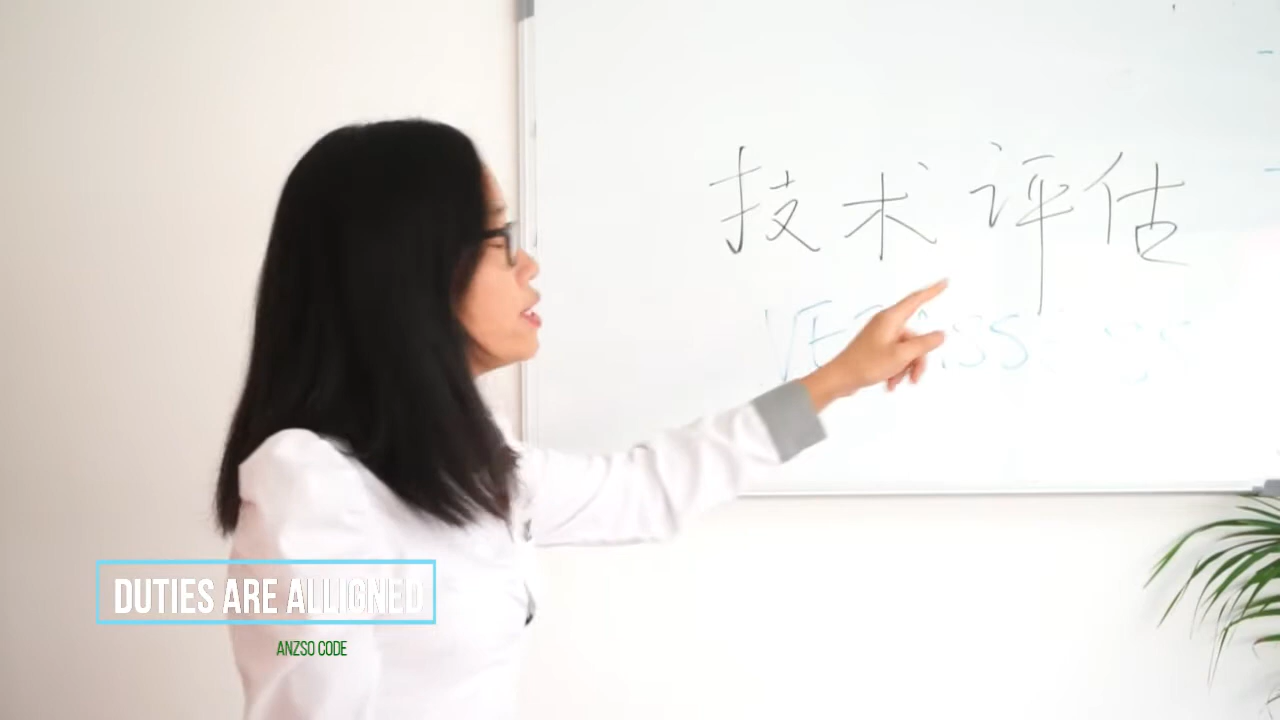 技术评估
DUTIES ARE ALLIGNED
ANZSO CODE